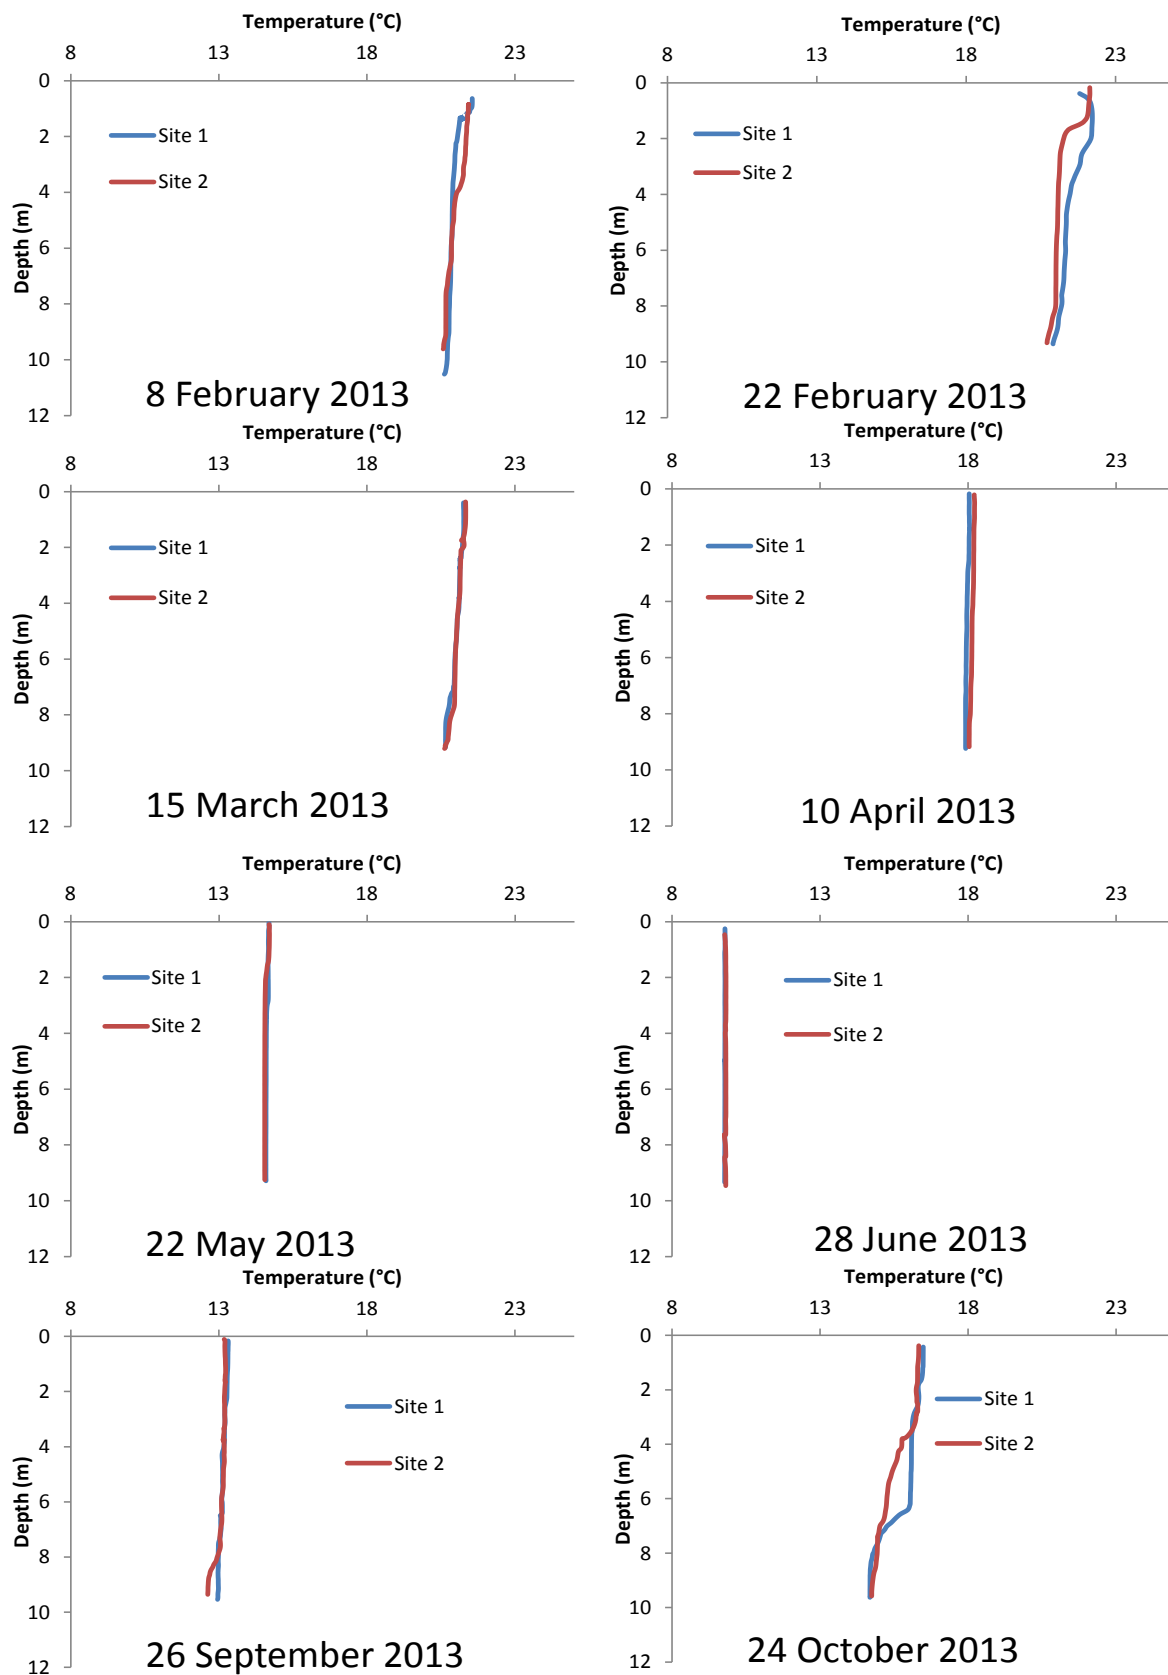 Temperature (°C)
8 13 18 23
0
2
4
6
8
10
12
Depth (m)
Site 1
Site 2
8 February 2013
Temperature (°C)
8 13 18 23
0
2
4
6
8
10
12
Depth (m)
Site 1
Site 2
22 February 2013
Temperature (°C)
8 13 18 23
0
2
4
6
8
10
12
Depth (m)
Site 1
Site 2
15 March 2013
Temperature (°C)
8 13 18 23
0
2
4
6
8
10
12
Depth (m)
Site 1
Site 2
10 April 2013
Temperature (°C)
8 13 18 23
0
2
4
6
8
10
12
Depth (m)
Site 1
Site 2
22 May 2013
Temperature (°C)
8 13 18 23
0
2
4
6
8
10
12
Depth (m)
Site 1
Site 2
28 June 2013
Temperature (°C)
8 13 18 23
0
2
4
6
8
10
12
Depth (m)
Site 1
Site 2
26 September 2013
Temperature (°C)
8 13 18 23
0
2
4
6
8
10
12
Depth (m)
Site 1
Site 2
24 October 2013